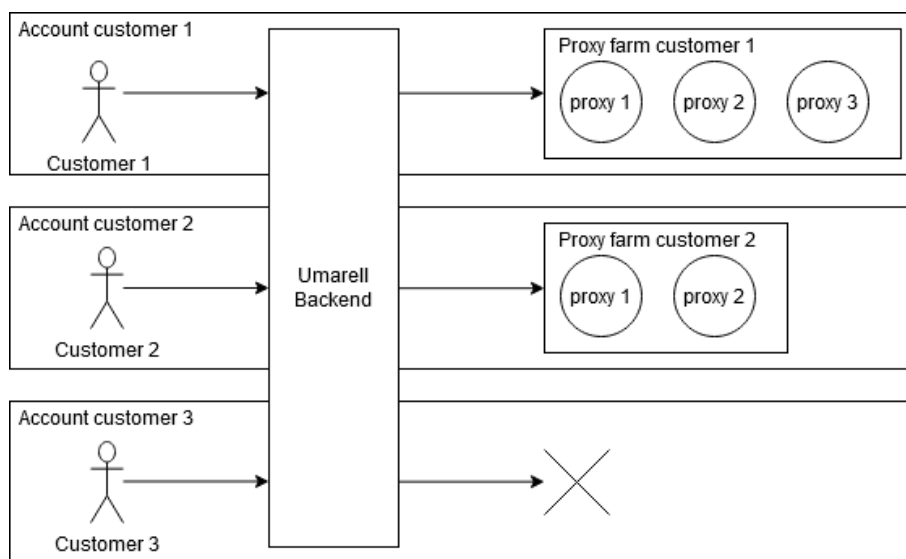 Account customer 1
Customer 1
Proxy farm customer 1
proxy 1
proxy 2
proxy 3
Account customer 2
Customer 2
Umarell
Backend
Proxy farm customer 2
proxy 1
proxy 2
Account customer 3
Customer 3